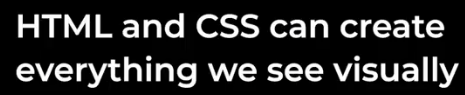 HTML and CSS can create
everything we see visually